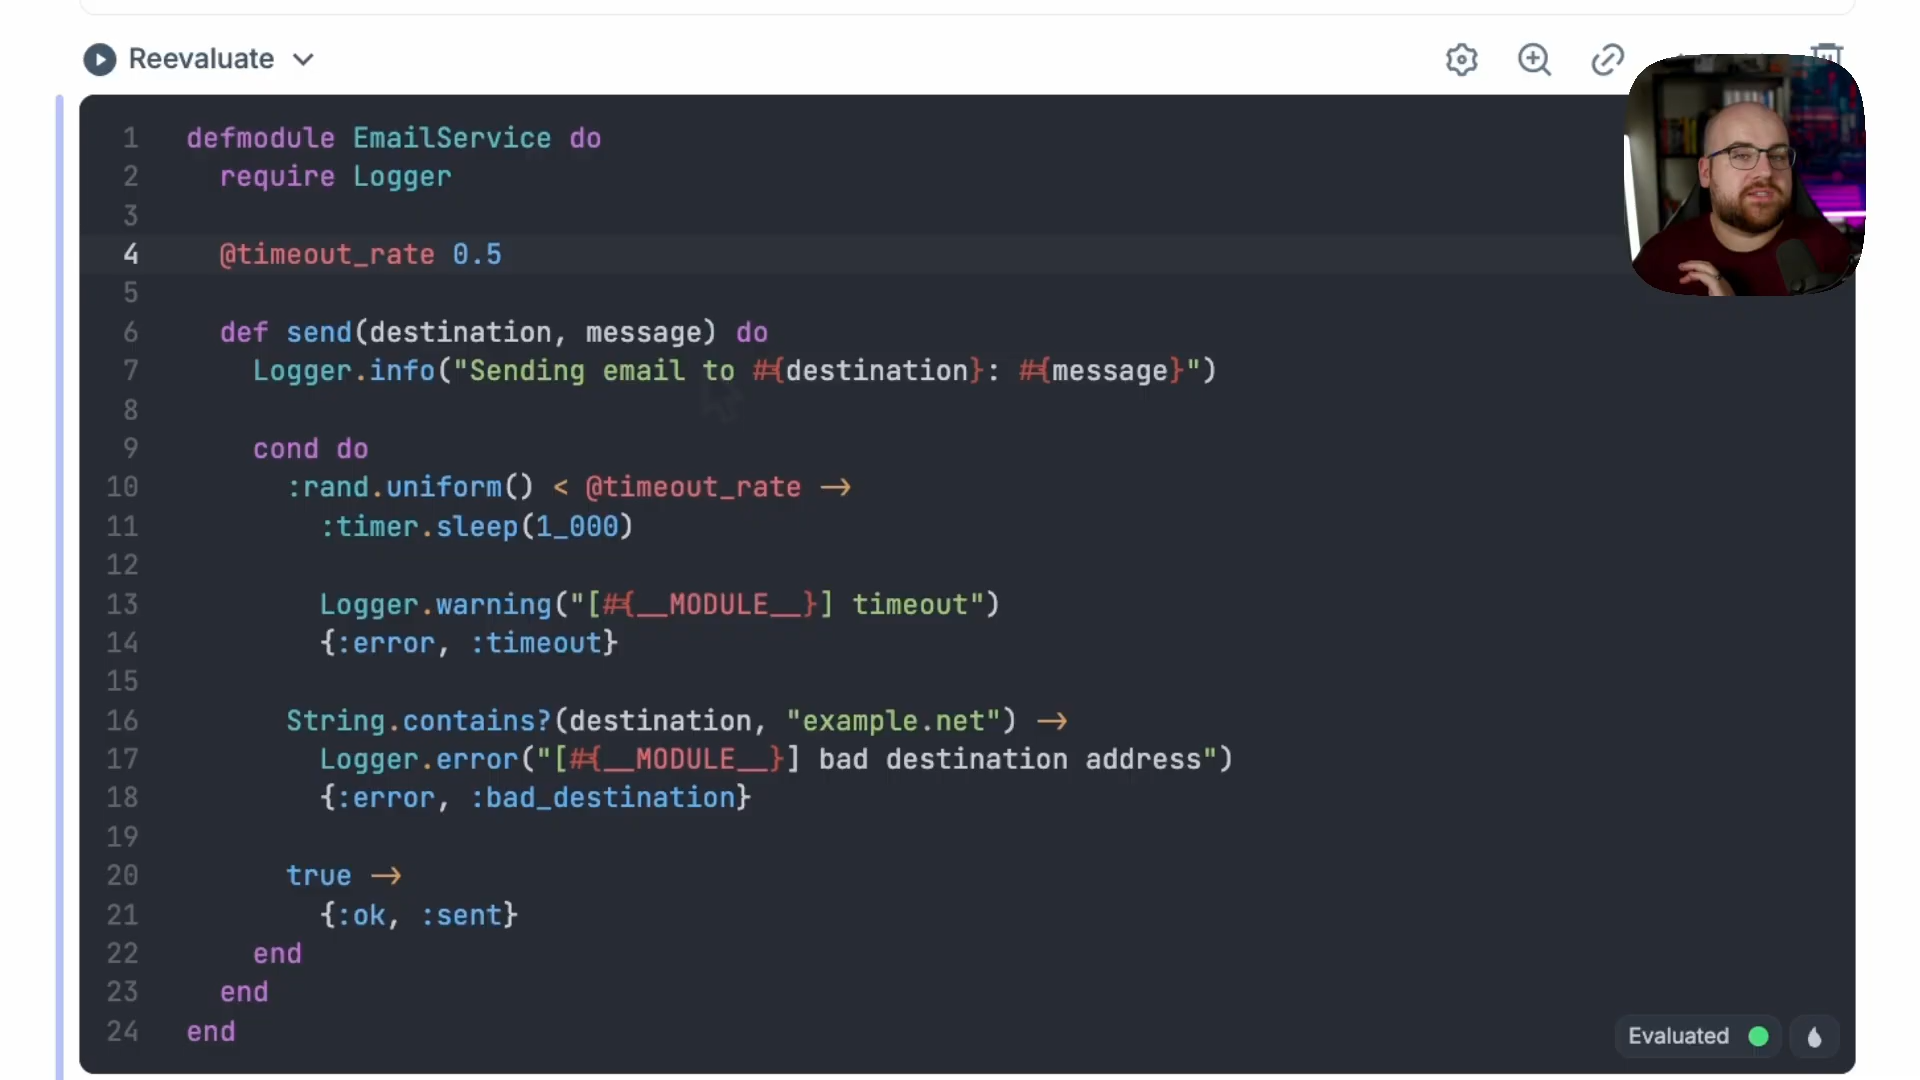 Reevaluate
1 defmodule EmailService do
2 require Logger
3
4 @timeout_rate 0.5
5
6 def send(destination, message) do
7 Logger.info("Sending email to #{destination}: #{message}")
8
9 cond do
10 :rand.uniform() < @timeout_rate ->
11 :timer.sleep(1_000)
12
13 Logger.warning("[#{__MODULE__}] timeout")
14 {:error, :timeout}
15
16 String.contains?(destination, "example.net") ->
17 Logger.error("[#{__MODULE__}] bad destination address")
18 {:error, :bad_destination}
19
20 true ->
21 {:ok, :sent}
22 end
23 end
24 end
Evaluated